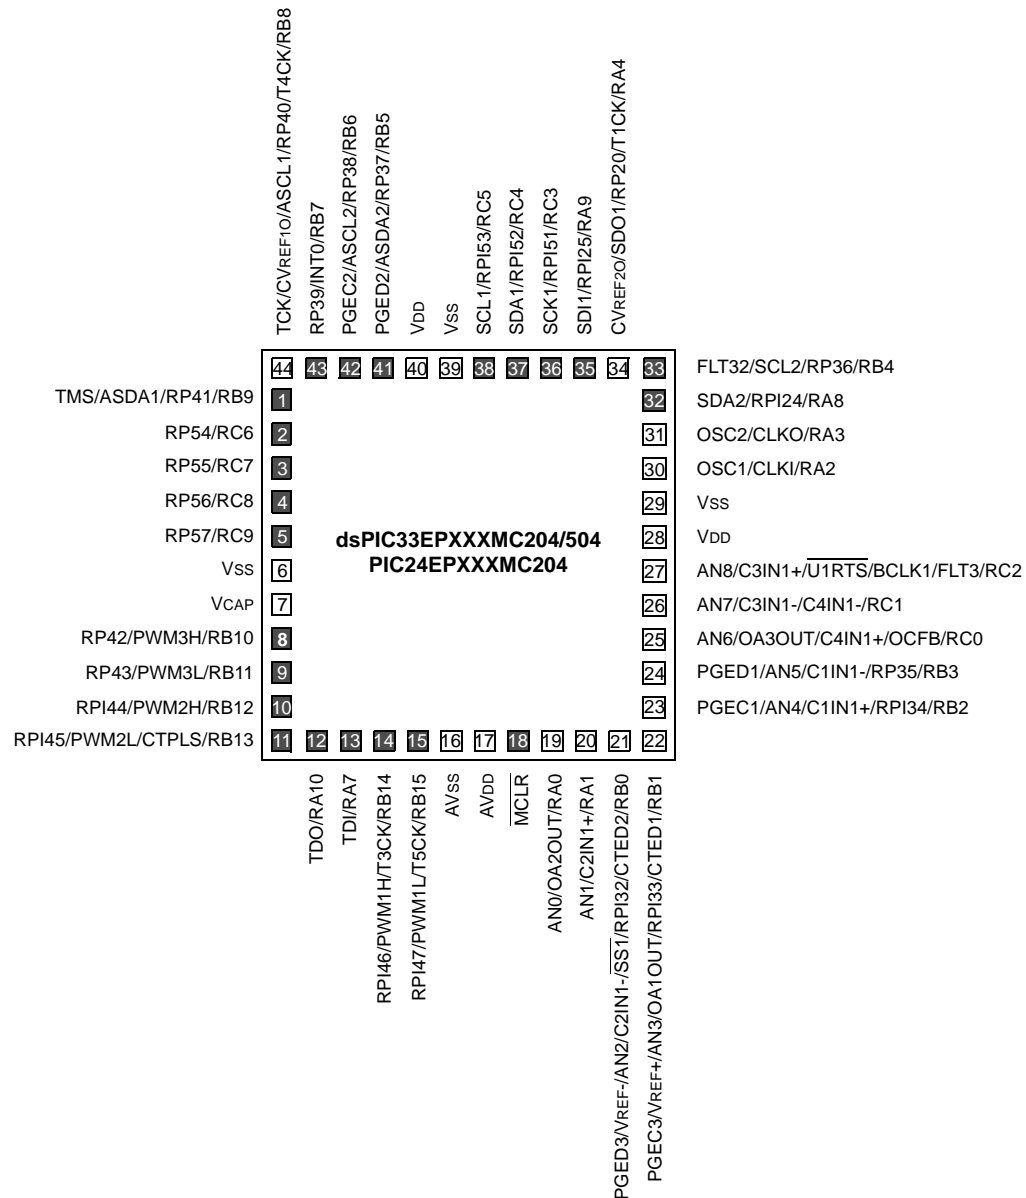 TCK/CVREF1O/ASCL1/RP40/T4CK/RB8
RP39/INT0/RB7
PGEC2/ASCL2/RP38/RB6
PGED2/ASDA2/RP37/RB5
VDD
VSS
SCL1/RPI53/RC5
SDA1/RPI52/RC4
SCK1/RPI51/RC3
SDI1/RPI25/RA9
CVREF2O/SDO1/RP20/T1CK/RA4
44 43 42 41 40 39 38 37 36 35 34 33 FLT32/SCL2/RP36/RB4
TMS/ASDA1/RP41/RB9 1 32 SDA2/RPI24/RA8
RP54/RC6 2 31 OSC2/CLKO/RA3
RP55/RC7 3 30 OSC1/CLKI/RA2
RP56/RC8 4 29 VSS
RP57/RC9 5 dsPIC33EPXXXMC204/504 28 VDD
PIC24EPXXXMC204
VSS 6 27 AN8/C3IN1+/U1RTS/BCLK1/FLT3/RC2
VCAP 7 26 AN7/C3IN1-/C4IN1-/RC1
RP42/PWM3H/RB10 8 25 AN6/OA3OUT/C4IN1+/OCFB/RC0
RP43/PWM3L/RB11 9 24 PGED1/AN5/C1IN1-/RP35/RB3
RPI44/PWM2H/RB12 10 23 PGEC1/AN4/C1IN1+/RPI34/RB2
RPI45/PWM2L/CTPLS/RB13 11 12 13 14 15 16 17 18 19 20 21 22
TDO/RA10
TDI/RA7
RPI46/PWM1H/T3CK/RB14
RPI47/PWM1L/T5CK/RB15
AVSS
AVDD
MCLR
AN0/OA2OUT/RA0
AN1/C2IN1+/RA1
PGED3/VREF-/AN2/C2IN1-/SS1/RPI32/CTED2/RB0
PGEC3/VREF+/AN3/OA1OUT/RPI33/CTED1/RB1